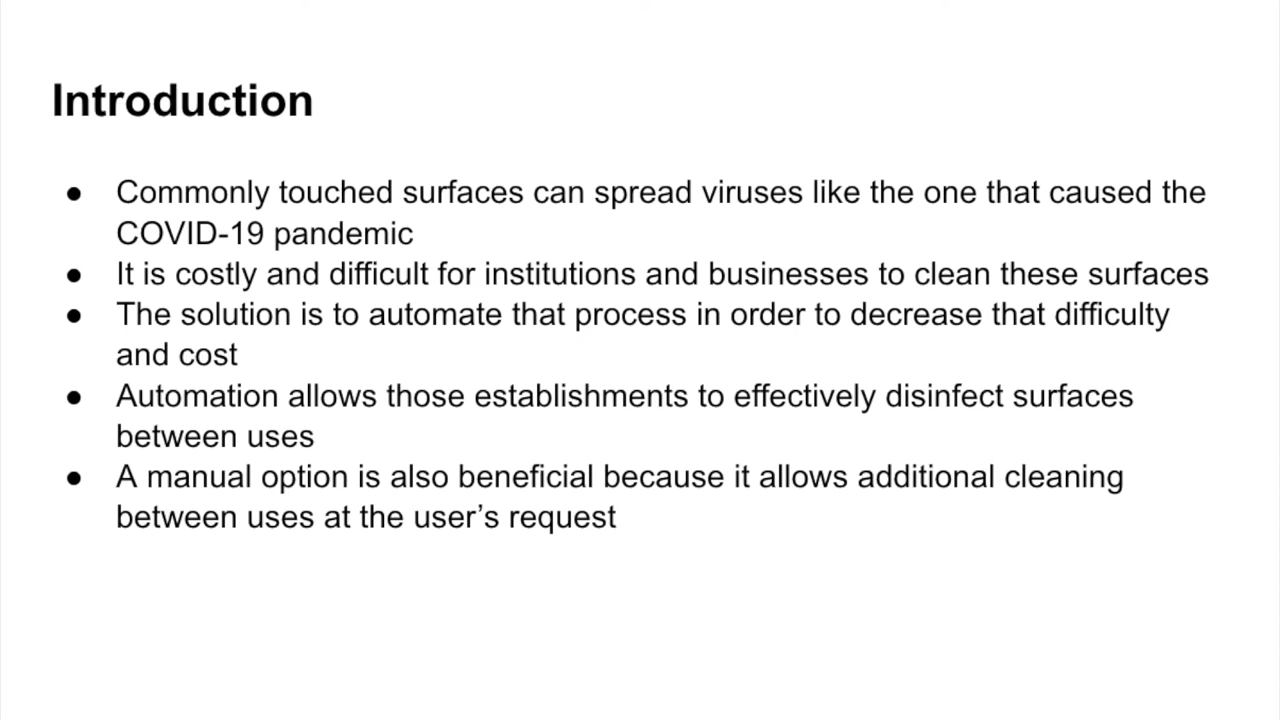 Introduction
● Commonly touched surfaces can spread viruses like the one that caused the
COVID-19 pandemic
● It is costly and difficult for institutions and businesses to clean these surfaces
● The solution is to automate that process in order to decrease that difficulty
and cost
● Automation allows those establishments to effectively disinfect surfaces
between uses
● A manual option is also beneficial because it allows additional cleaning
between uses at the user’s request